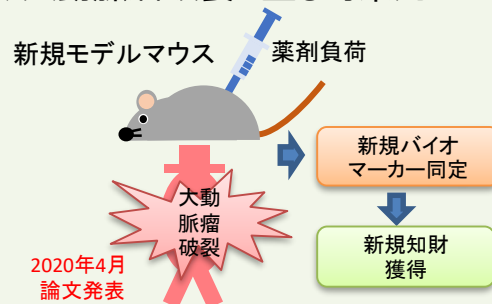 新規モデルマウス
薬剤負荷
大動
脈瘤
破裂
新規バイオ
マーカー同定
新規知財
獲得
2020年4月
論文発表